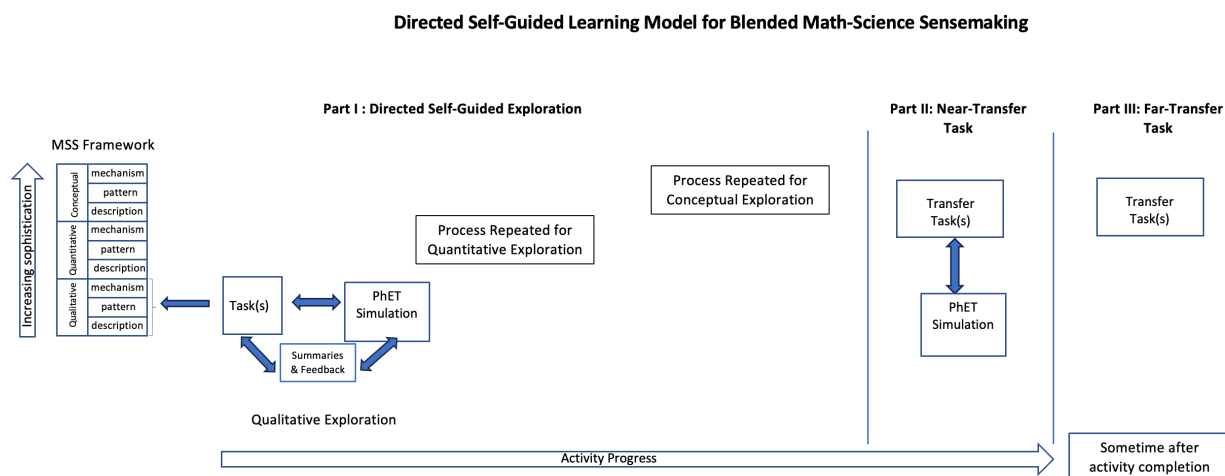 Directed Self-Guided Learning Model for Blended Math-Science Sensemaking
Part I : Directed Self-Guided Exploration
Part II: Near-Transfer
Task
Part III: Far-Transfer
Task
MSS Framework
Increasing sophistication
Conceptual
mechanism
pattern
description
Quantitative
mechanism
pattern
description
Qualitative
mechanism
pattern
description
Task(s)
PhET
Simulation
Summaries
& Feedback
Qualitative Exploration
Process Repeated for
Quantitative Exploration
Process Repeated for
Conceptual Exploration
Transfer
Task(s)
PhET
Simulation
Transfer
Task(s)
Activity Progress
Sometime after
activity completion